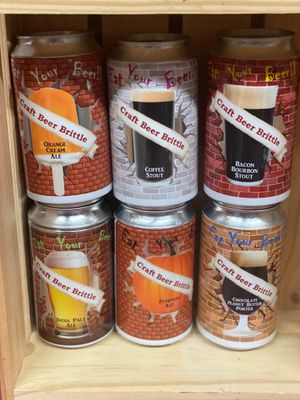 Eat Your Beer!!
Craft Beer Brittle
ORANGE
CREAM
ALE
Eat Your Beer!!
Craft Beer Brittle
COFFEE
STOUT
Eat Your Beer!!
Craft Beer Brittle
BACON
BOURBON
STOUT
Eat Your Beer!
Craft Beer Brittle
INDIA PALE
ALE
Eat Your
Craft Beer Brittle
PUMPKIN
ALE
Eat Your Beer
Craft Beer Brittle
CHOCOLATE
PEANUT BUTTER
PORTER